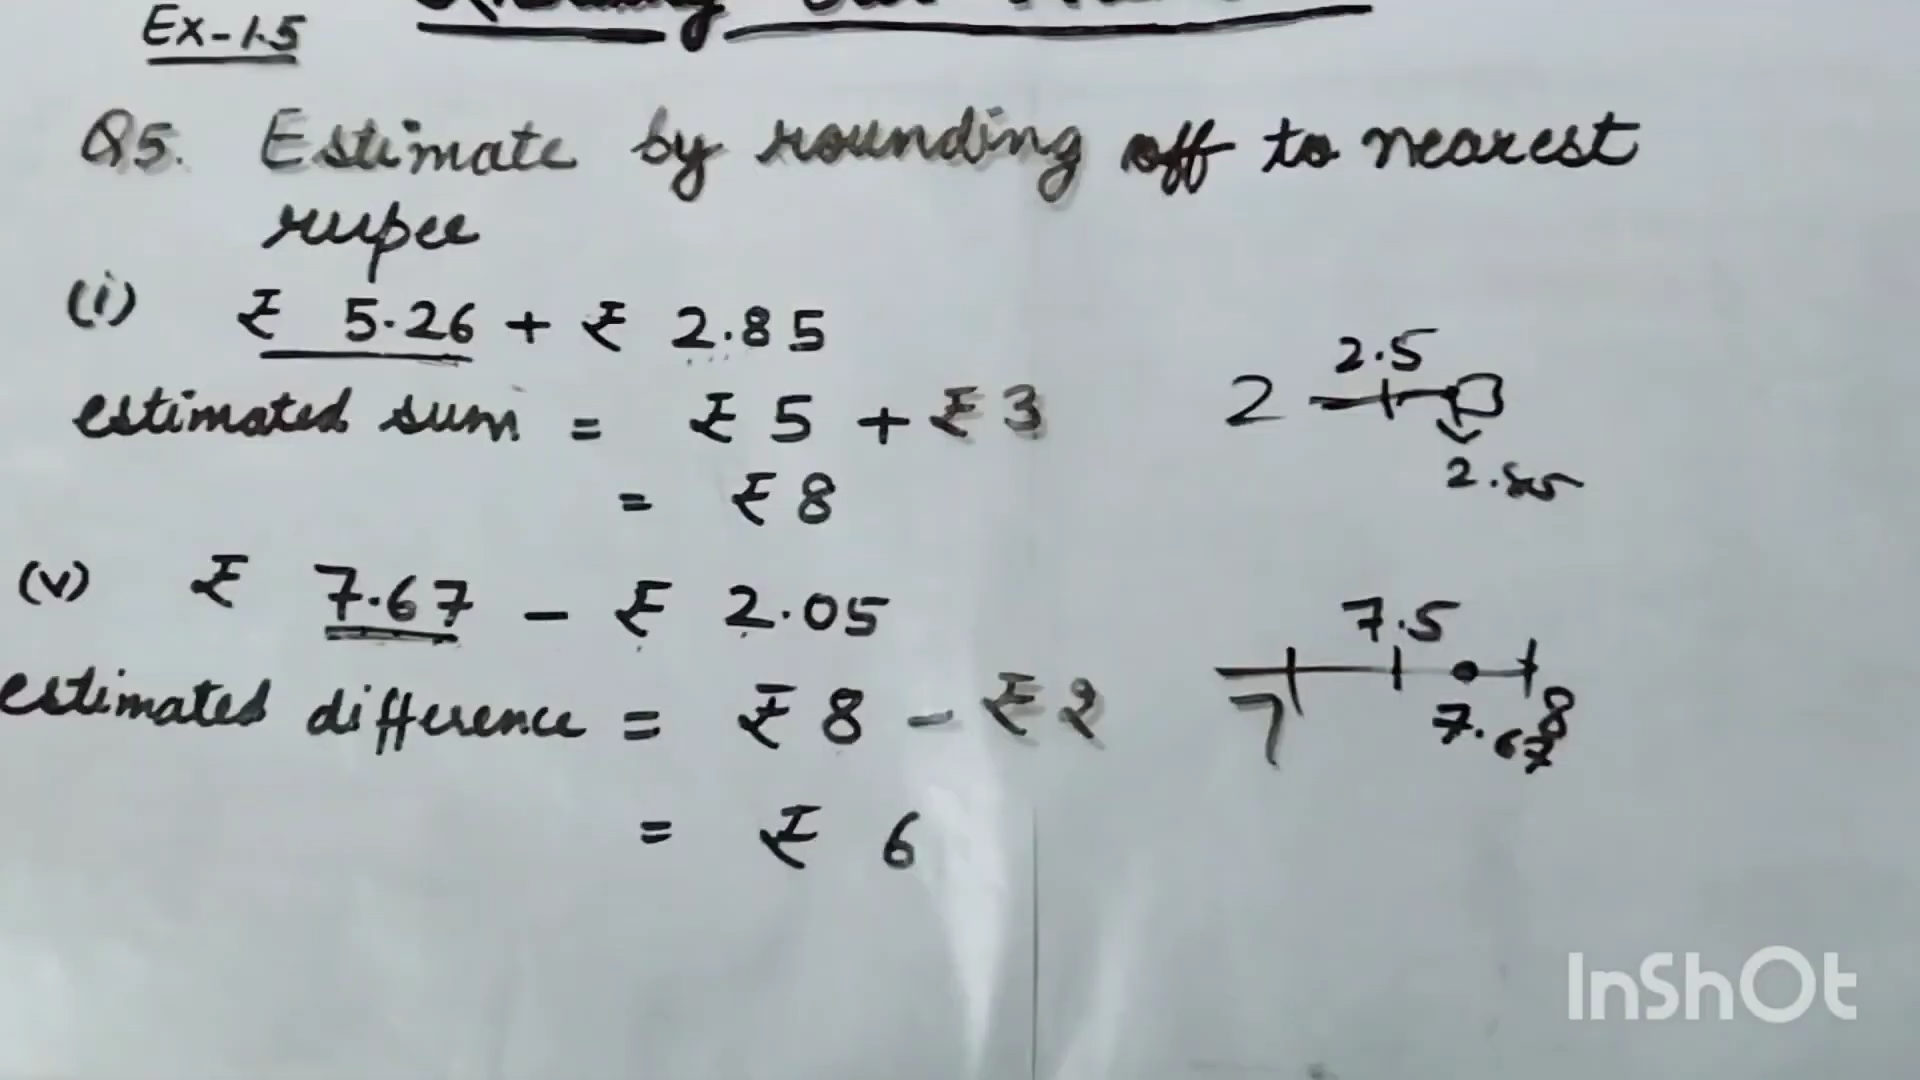 Ex-1.5
Q5. Estimate by rounding off to nearest
rupee
(i) ₹ 5.26 + ₹ 2.85
estimated sum = ₹ 5 + ₹ 3
= ₹ 8
2 2.5
2.85
(v) ₹ 7.67 - ₹ 2.05
estimated difference = ₹ 8 - ₹ 2
= ₹ 6
7.5
7 7.67 8
InShOt